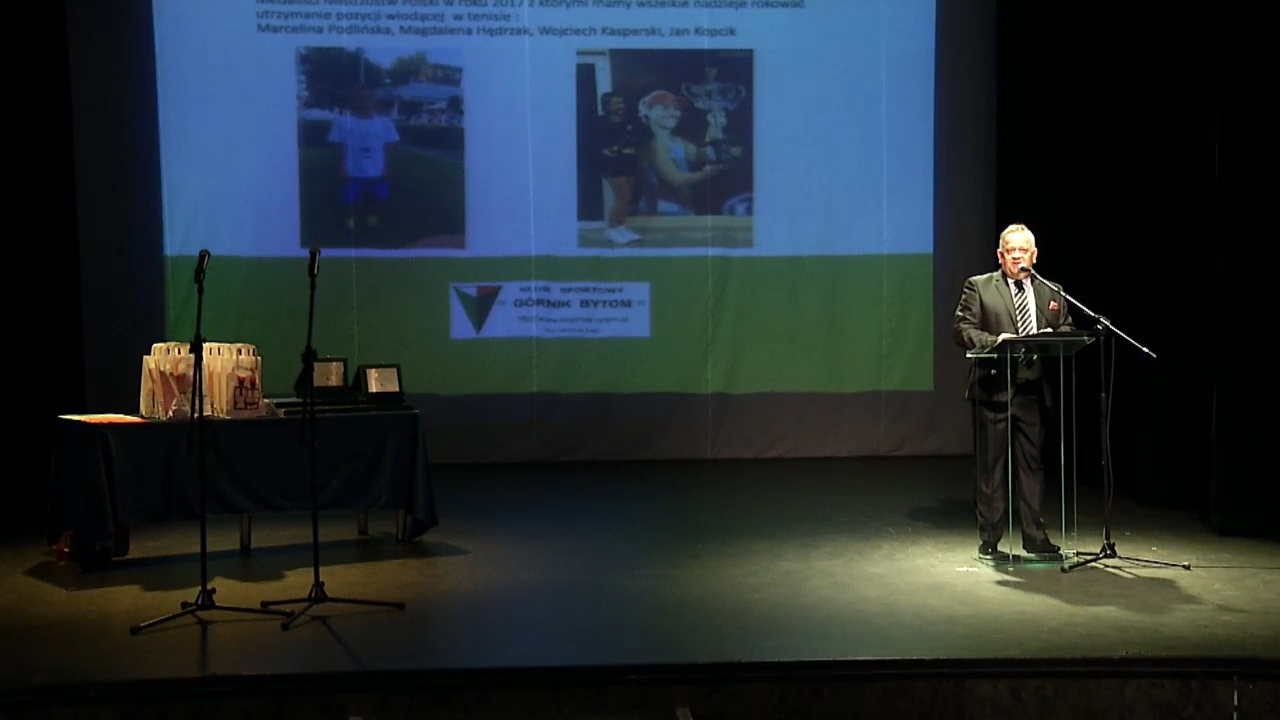 Medaliści Mistrzostw Polski w roku 2017 z którymi mamy wszelkie nadzieje rokować
utrzymanie pozycji wiodącej w tenisie :
Marcelina Podlińska, Magdalena Hędrzak, Wojciech Kasperski, Jan Kopcik
KLUB SPORTOWY
GÓRNIK BYTOM